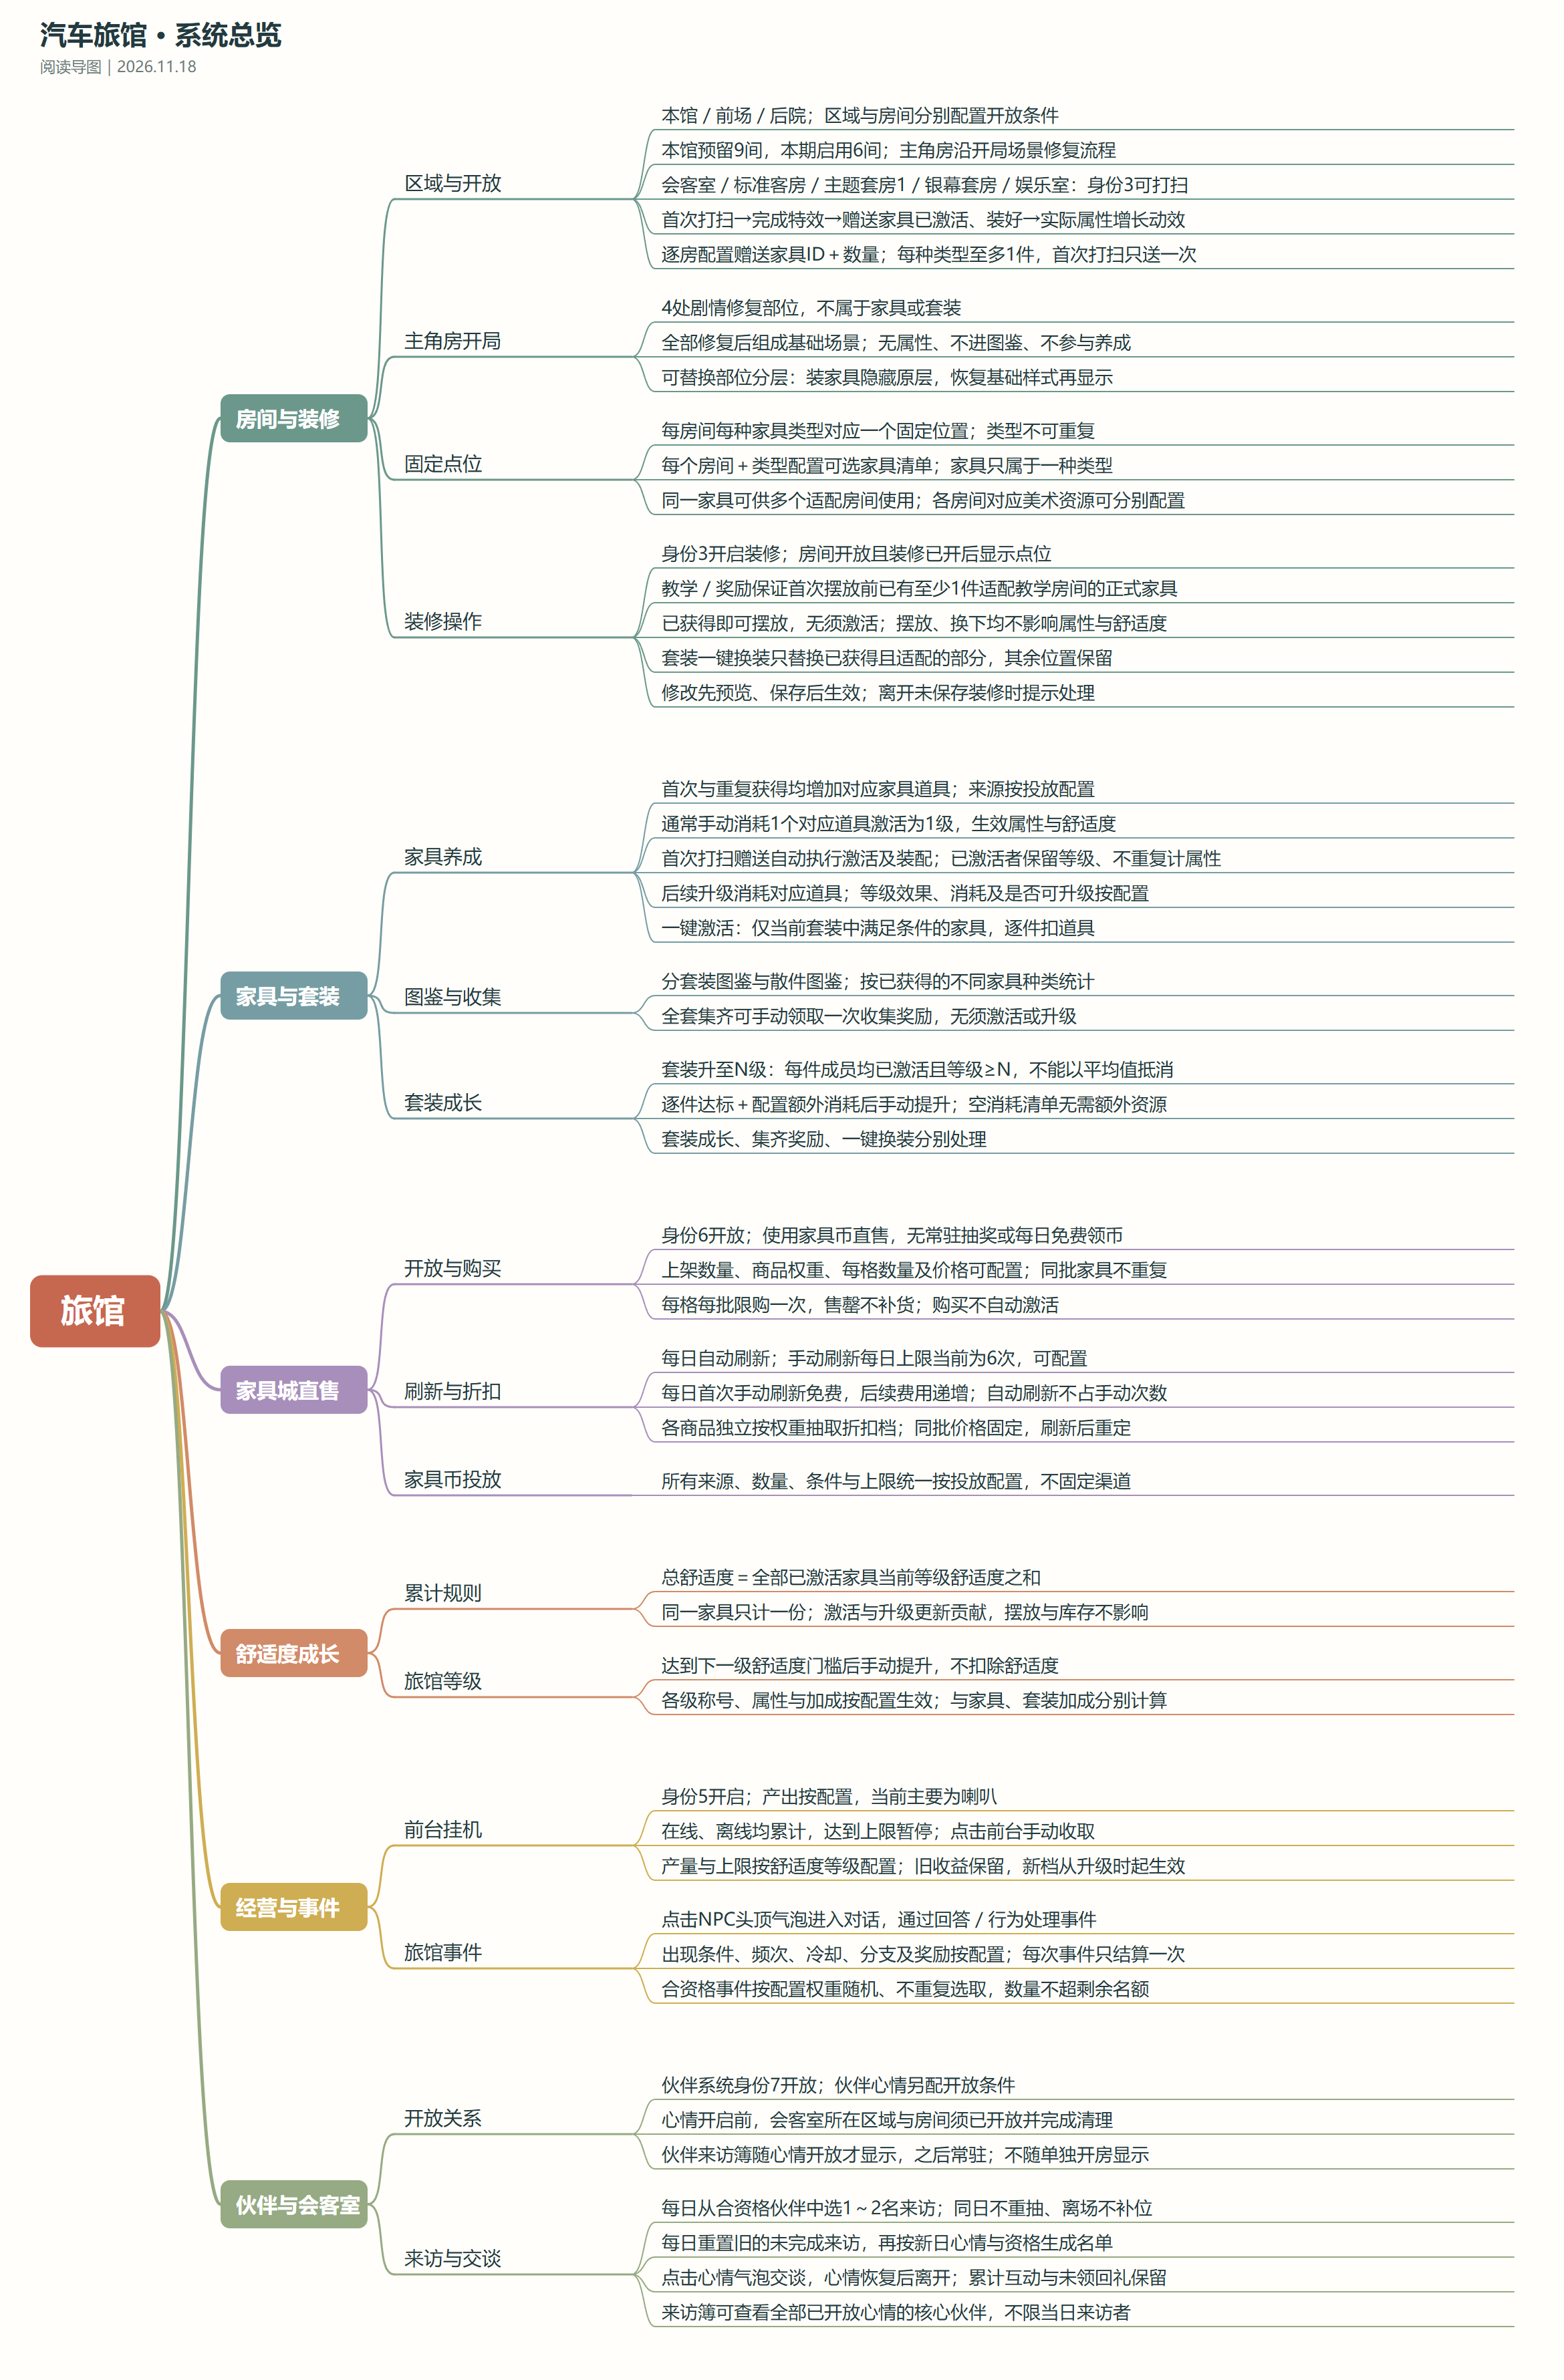 汽车旅馆·系统总览
阅读导图｜2026.11.18
旅馆
房间与装修
区域与开放
本馆 / 前场 / 后院；区域与房间分别配置开放条件
本馆预留9间，本期启用6间；主角房沿开局场景修复流程
会客室 / 标准客房 / 主题套房1 / 银幕套房 / 娱乐室：身份3可打扫
首次打扫→完成特效→赠送家具已激活、装好→实际属性增长动效
逐房配置赠送家具ID + 数量；每种类型至多1件，首次打扫只送一次
主角房开局
4处剧情修复部位，不属于家具或套装
全部修复后组成基础场景；无属性、不进图鉴、不参与养成
可替换部位分层：装家具隐藏原层，恢复基础样式再显示
固定点位
每房间每种家具类型对应一个固定位置；类型不可重复
每个房间 + 类型配置可选家具清单；家具只属于一种类型
同一家具可供多个适配房间使用；各房间对应美术资源可分别配置
装修操作
身份3开启装修；房间开放且装修已开后显示点位
教学 / 奖励保证首次摆放前已有至少1件适配教学房间的正式家具
已获得即可摆放，无须激活；摆放、换下均不影响属性与舒适度
套装一键换装只替换已获得且适配的部分，其余位置保留
修改先预览、保存后生效；离开未保存装修时提示处理
家具与套装
家具养成
首次与重复获得均增加对应家具道具；来源按投放配置
通常手动消耗1个对应道具激活为1级，生效属性与舒适度
首次打扫赠送自动执行激活及装配；已激活者保留等级、不重复计属性
后续升级消耗对应道具；等级效果、消耗及是否可升级按配置
一键激活：仅当前套装中满足条件的家具，逐件扣道具
图鉴与收集
分套装图鉴与散件图鉴；按已获得的不同家具种类统计
全套集齐可手动领取一次收集奖励，无须激活或升级
套装成长
套装升至N级：每件成员均已激活且等级≥N，不能以平均值抵消
逐件达标 + 配置额外消耗后手动提升；空消耗清单无需额外资源
套装成长、集齐奖励、一键换装分别处理
家具城直售
开放与购买
身份6开放；使用家具币直售，无常驻抽奖或每日免费领币
上架数量、商品权重、每格数量及价格可配置；同批家具不重复
每格每批限购一次，售罄不补货；购买不自动激活
刷新与折扣
每日自动刷新；手动刷新每日上限当前为6次，可配置
每日首次手动刷新免费，后续费用递增；自动刷新不占手动次数
各商品独立按权重抽取折扣档；同批价格固定，刷新后重定
家具币投放
所有来源、数量、条件与上限统一按投放配置，不固定渠道
舒适度成长
累计规则
总舒适度 = 全部已激活家具当前等级舒适度之和
同一家具只计一份；激活与升级更新贡献，摆放与库存不影响
旅馆等级
达到下一级舒适度门槛后手动提升，不扣除舒适度
各级称号、属性与加成按配置生效；与家具、套装加成分别计算
经营与事件
前台挂机
身份5开启；产出按配置，当前主要为喇叭
在线、离线均累计，达到上限暂停；点击前台手动收取
产量与上限按舒适度等级配置；旧收益保留，新档从升级时起生效
旅馆事件
点击NPC头顶气泡进入对话，通过回答 / 行为处理事件
出现条件、频次、冷却、分支及奖励按配置；每次事件只结算一次
合资格事件按配置权重随机、不重复选取，数量不超剩余名额
伙伴与会客室
开放关系
伙伴系统身份7开放；伙伴心情另配开放条件
心情开启前，会客室所在区域与房间须已开放并完成清理
伙伴来访簿随心情开放才显示，之后常驻；不随单独开房显示
来访与交谈
每日从合资格伙伴中选1～2名来访；同日不重抽、离场不补位
每日重置旧的未完成来访，再按新日心情与资格生成名单
点击心情气泡交谈，心情恢复后离开；累计互动与未领回礼保留
来访簿可查看全部已开放心情的核心伙伴，不限当日来访者